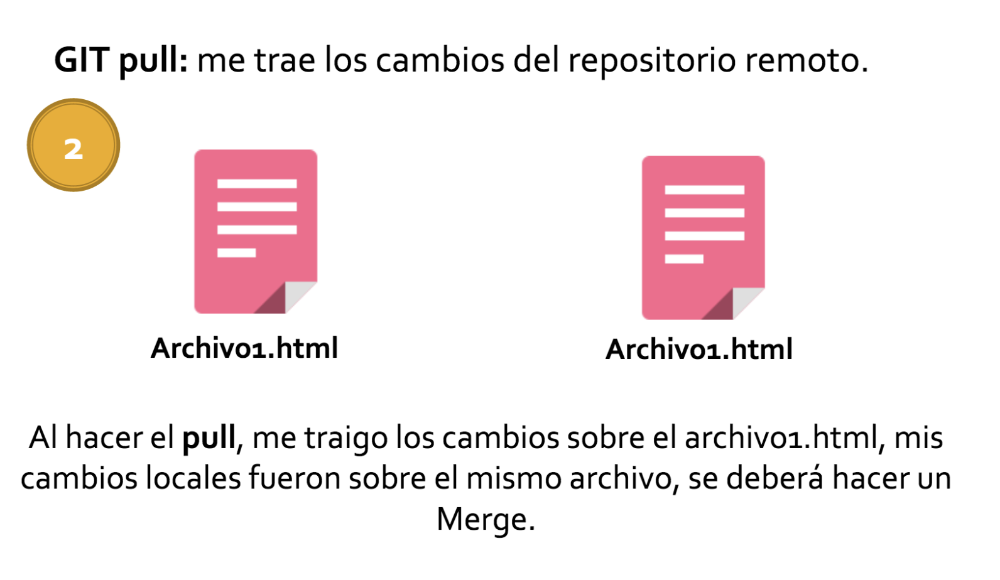 GIT pull: me trae los cambios del repositorio remoto.
2
Archivo1.html
Archivo1.html
Al hacer el pull, me traigo los cambios sobre el archivo1.html, mis
cambios locales fueron sobre el mismo archivo, se deberá hacer un
Merge.